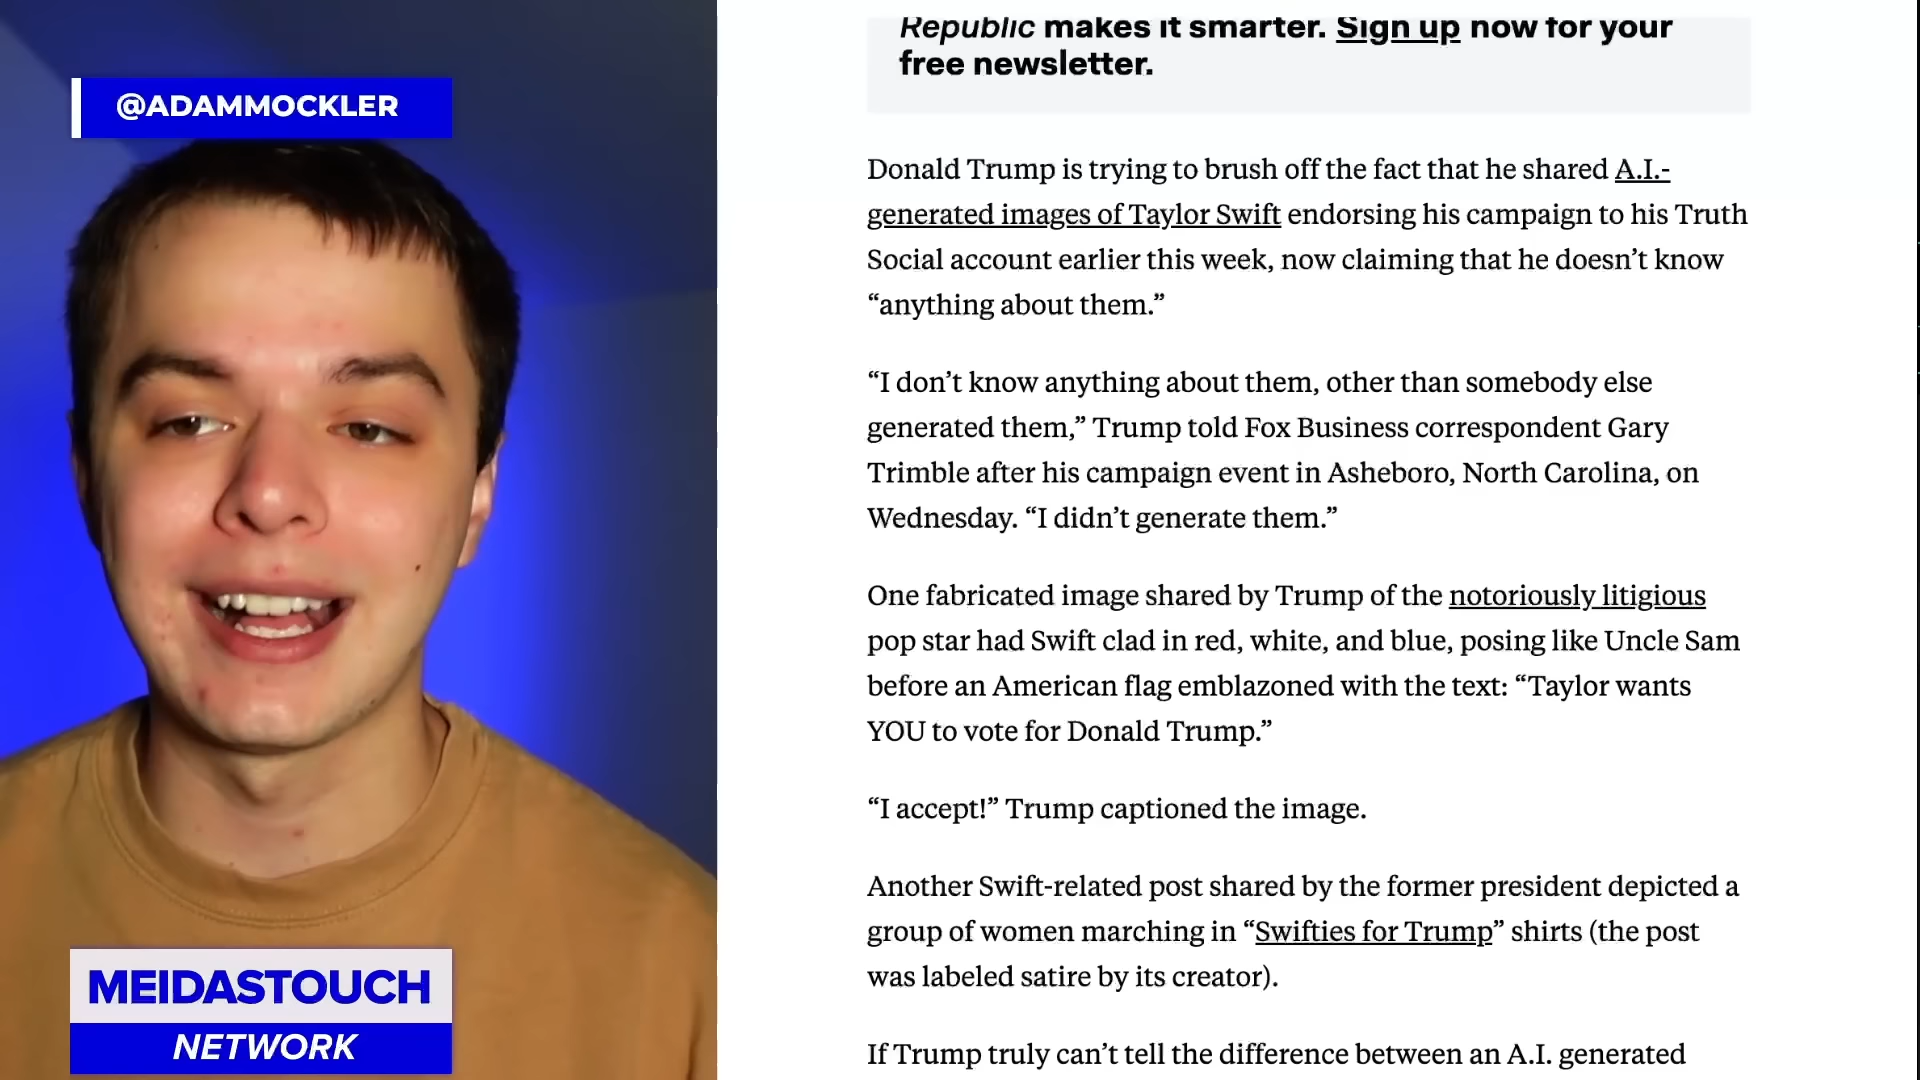 @ADAMMOCKLER
MEIDASTOUCH
NETWORK
Republic makes it smarter. Sign up now for your
free newsletter.
Donald Trump is trying to brush off the fact that he shared A.I.-
generated images of Taylor Swift endorsing his campaign to his Truth
Social account earlier this week, now claiming that he doesn’t know
“anything about them.”
“I don’t know anything about them, other than somebody else
generated them,” Trump told Fox Business correspondent Gary
Trimble after his campaign event in Asheboro, North Carolina, on
Wednesday. “I didn’t generate them.”
One fabricated image shared by Trump of the notoriously litigious
pop star had Swift clad in red, white, and blue, posing like Uncle Sam
before an American flag emblazoned with the text: “Taylor wants
YOU to vote for Donald Trump.”
“I accept!” Trump captioned the image.
Another Swift-related post shared by the former president depicted a
group of women marching in “Swifties for Trump” shirts (the post
was labeled satire by its creator).
If Trump truly can’t tell the difference between an A.I. generated